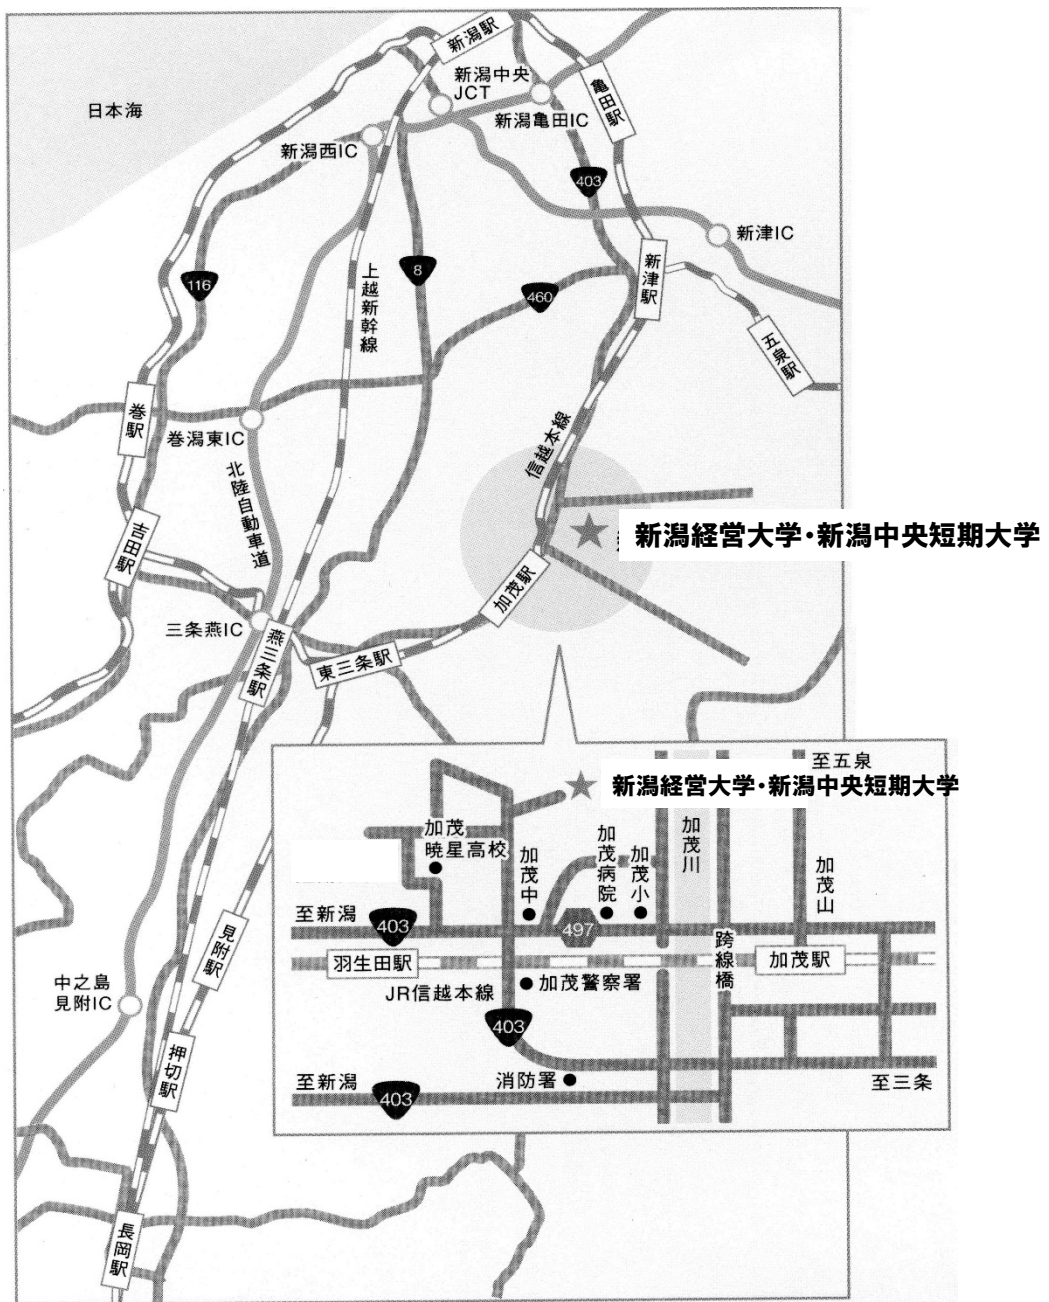 新潟駅
新潟中央
JCT
亀田駅
日本海
新潟亀田IC
新潟西IC
403
新津IC
新津駅
116
上越新幹線
8
460
五泉駅
巻駅
巻潟東IC
信越本線
北陸自動車道
吉田駅
新潟経営大学・新潟中央短期大学
加茂駅
三条燕IC
燕三条駅
東三条駅
見附駅
中之島
見附IC
押切駅
長岡駅
至五泉
新潟経営大学・新潟中央短期大学
加茂
暁星高校
加茂中
加茂病院
加茂小
加茂川
加茂山
至新潟
403
497
跨線橋
羽生田駅
加茂駅
JR信越本線
加茂警察署
403
消防署
至新潟
403
至三条